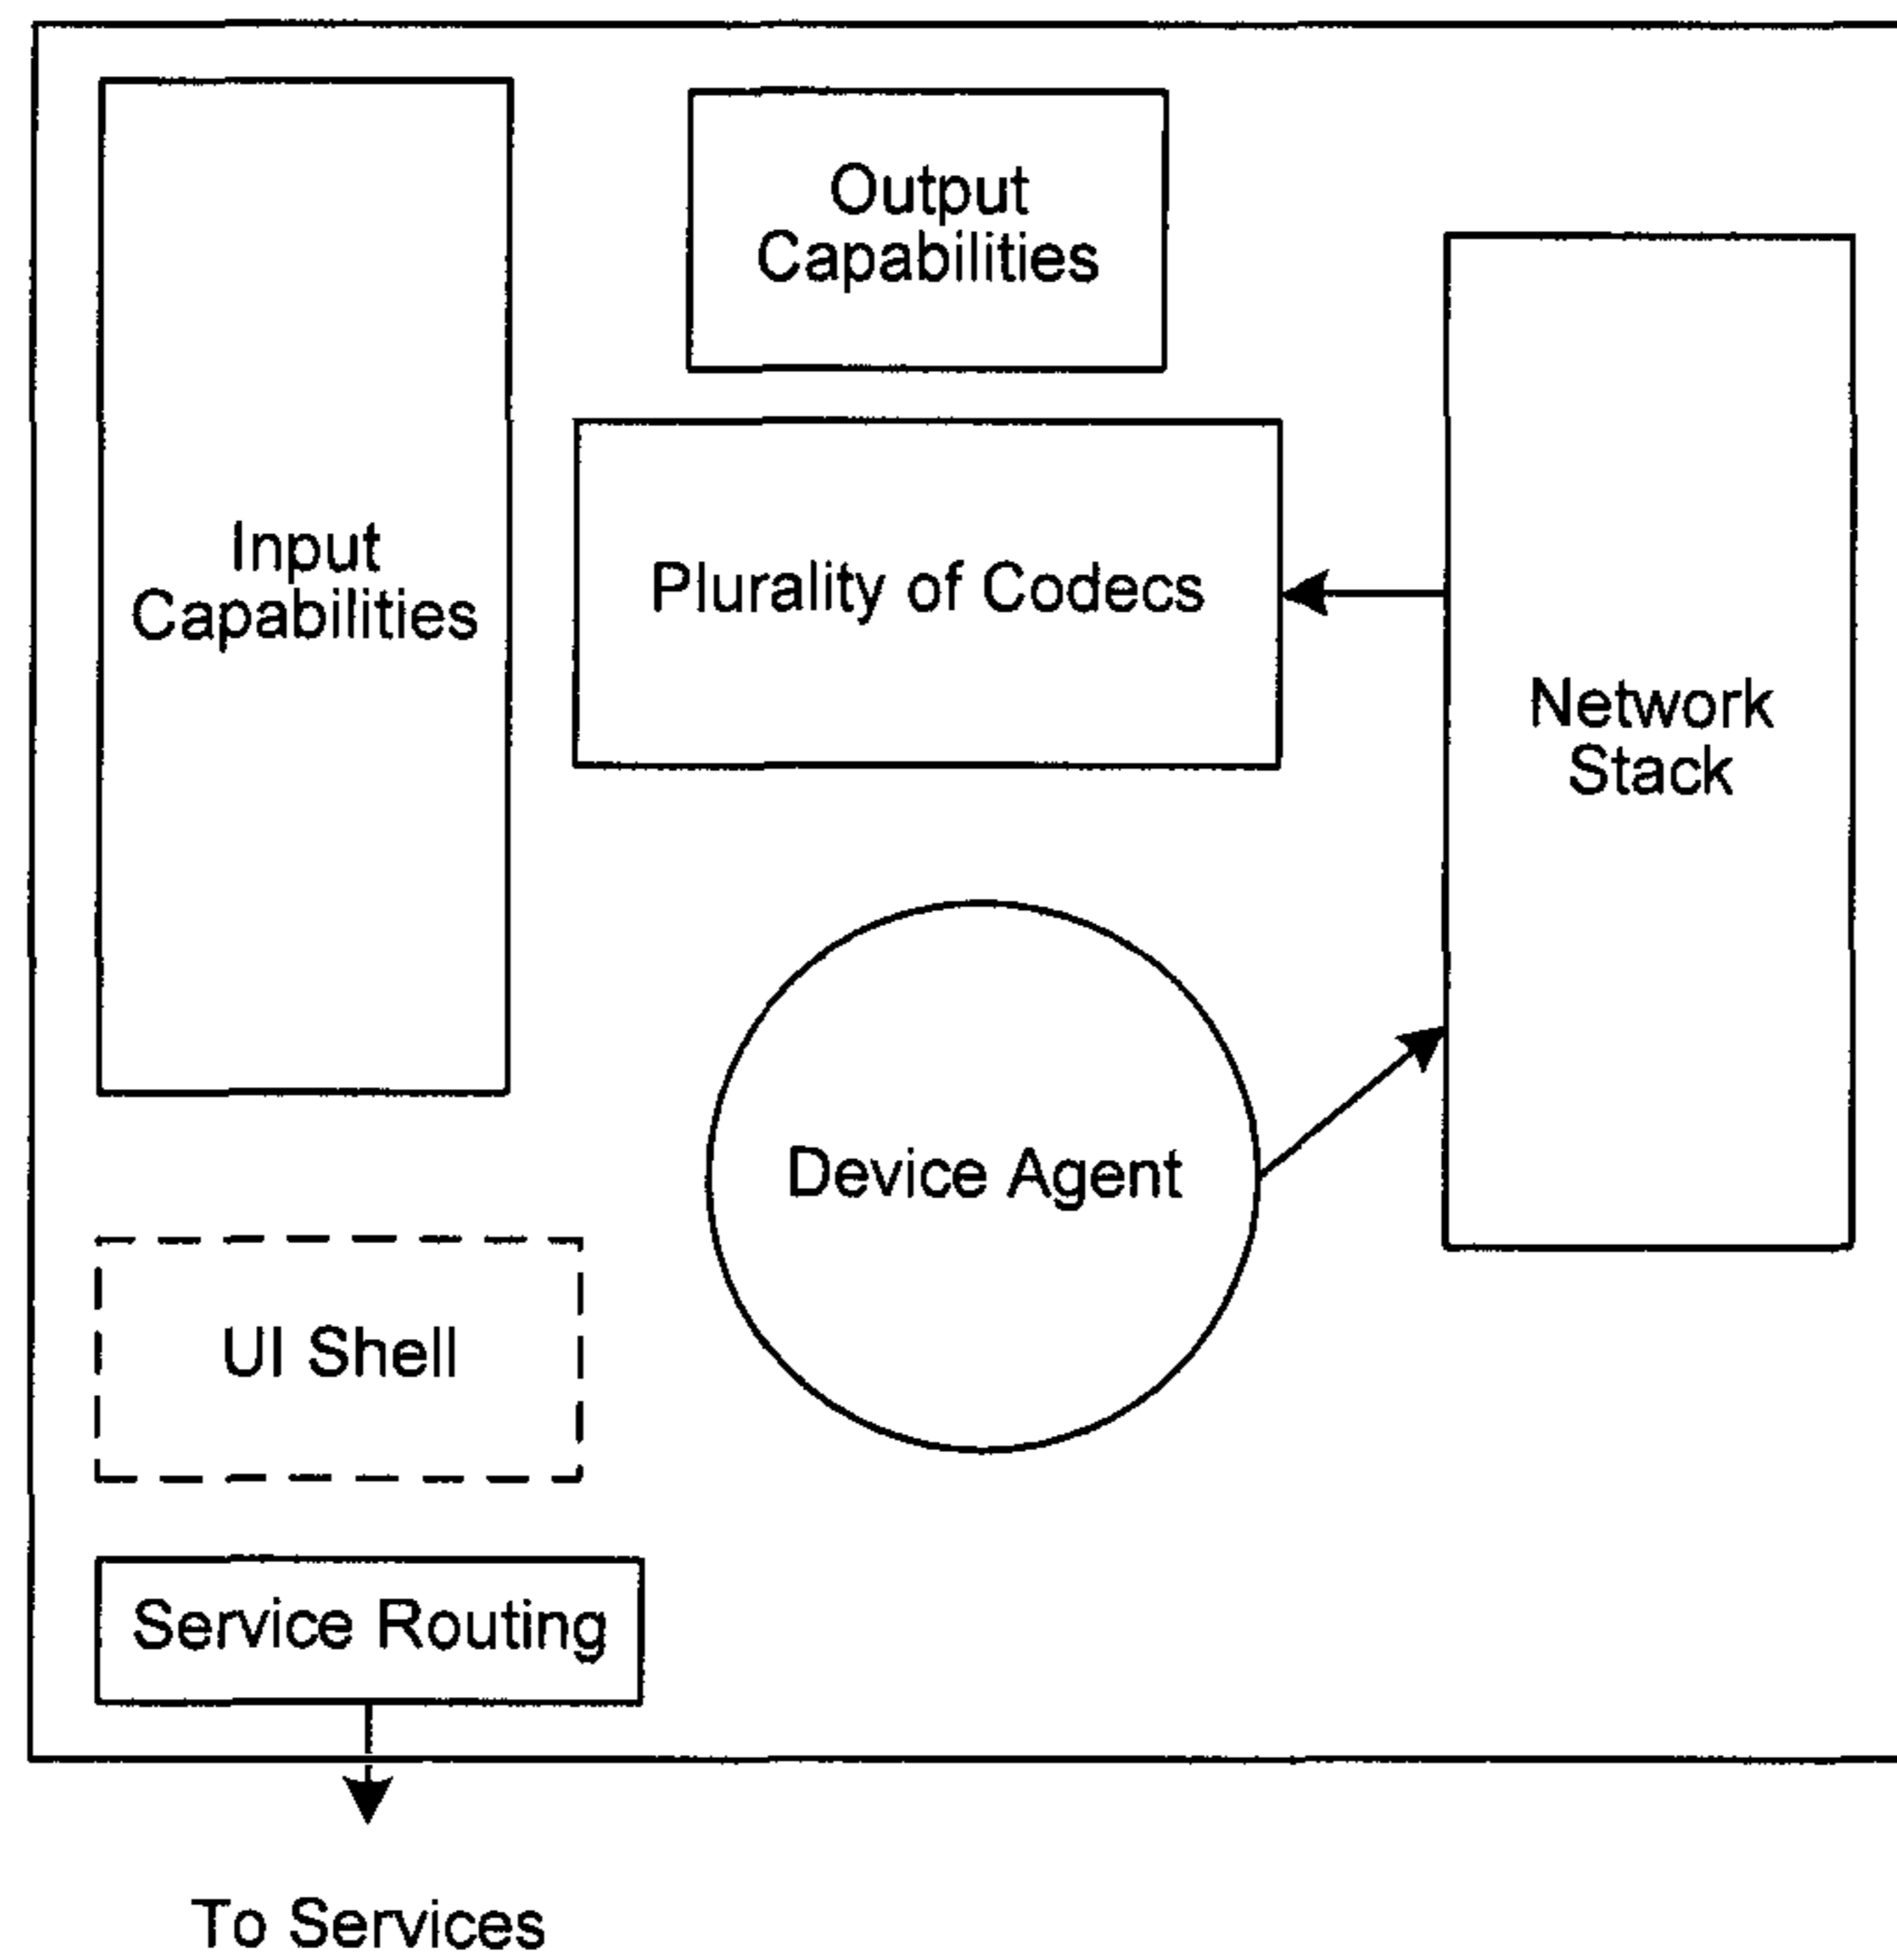 Output
Capabilities
Input
Capabilities
Plurality of Codecs
Network
Stack
Device Agent
UI Shell
Service Routing
To Services